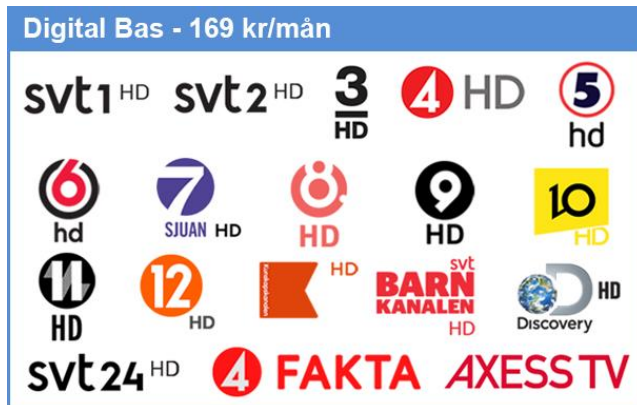 Digital Bas - 169 kr/mån
svt1 HD svt2 HD 3 HD 4 HD 5 hd
6 hd 7 SJUAN HD 8 HD 9 HD 10 HD
11 HD 12 HD Kunskapskanalen HD svt BARN KANALEN HD Discovery HD
svt24 HD 4 FAKTA AXESS TV